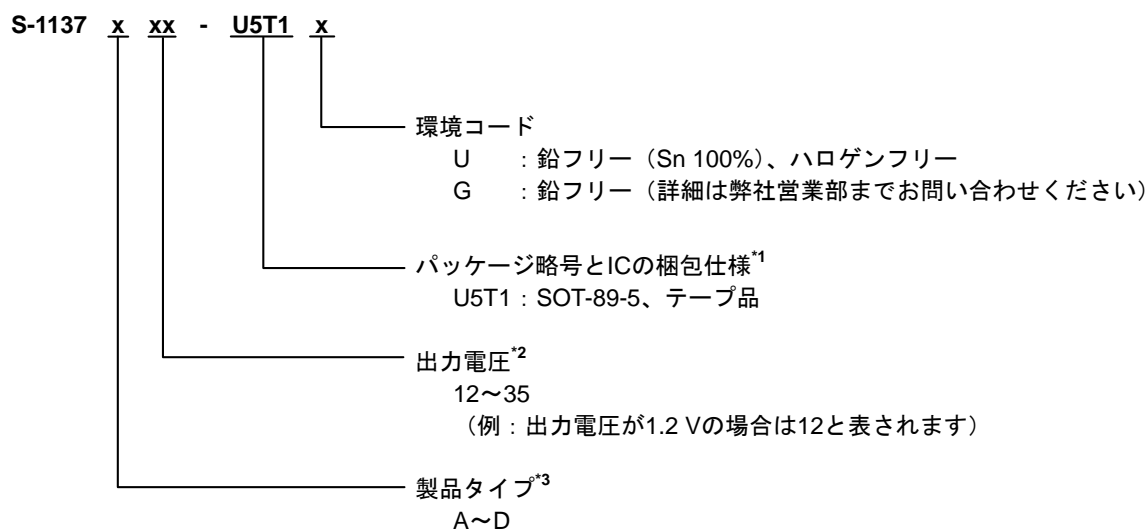 S-1137 x xx - U5T1 x
環境コード
U : 鉛フリー（Sn 100%）、ハロゲンフリー
G : 鉛フリー（詳細は弊社営業部までお問い合わせください）
パッケージ略号とICの梱包仕様*1
U5T1 : SOT-89-5、テープ品
出力電圧*2
12～35
（例：出力電圧が1.2 Vの場合は12と表されます）
製品タイプ*3
A～D